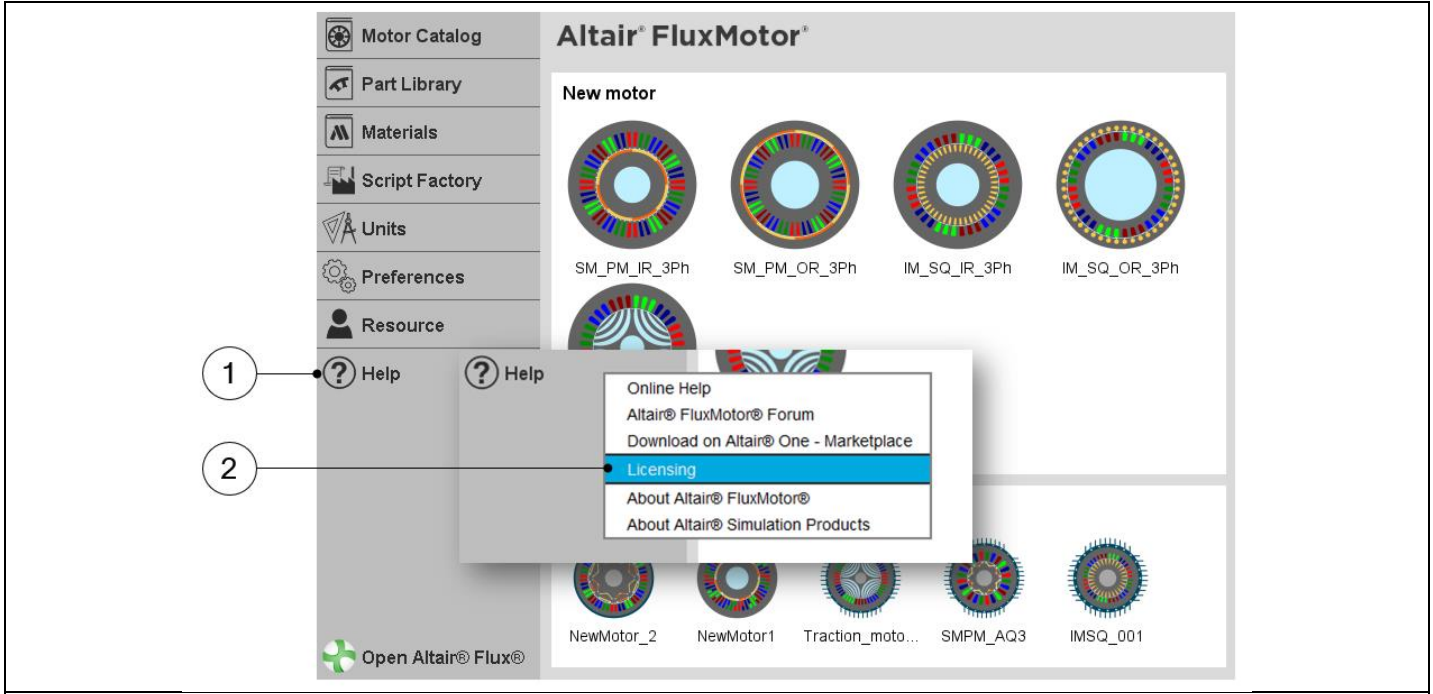 Motor Catalog
Part Library
Materials
Script Factory
Units
Preferences
Resource
1
Help
Altair® FluxMotor®
New motor
SM_PM_IR_3Ph
SM_PM_OR_3Ph
IM_SQ_IR_3Ph
IM_SQ_OR_3Ph
Help
Online Help
Altair® FluxMotor® Forum
Download on Altair® One - Marketplace
2
Licensing
About Altair® FluxMotor®
About Altair® Simulation Products
NewMotor_2
NewMotor1
Traction_moto...
SMPM_AQ3
IMSQ_001
Open Altair® Flux®